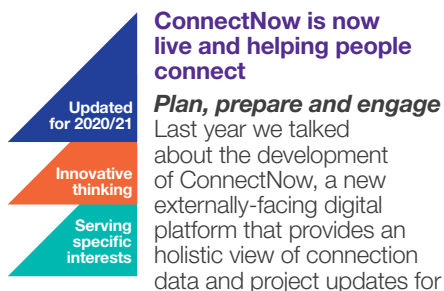 ConnectNow is now
live and helping people
connect
Updated
for 2020/21
Innovative
thinking
Serving
specific
interests
Plan, prepare and engage
Last year we talked
about the development
of ConnectNow, a new
externally-facing digital
platform that provides an
holistic view of connection
data and project updates for